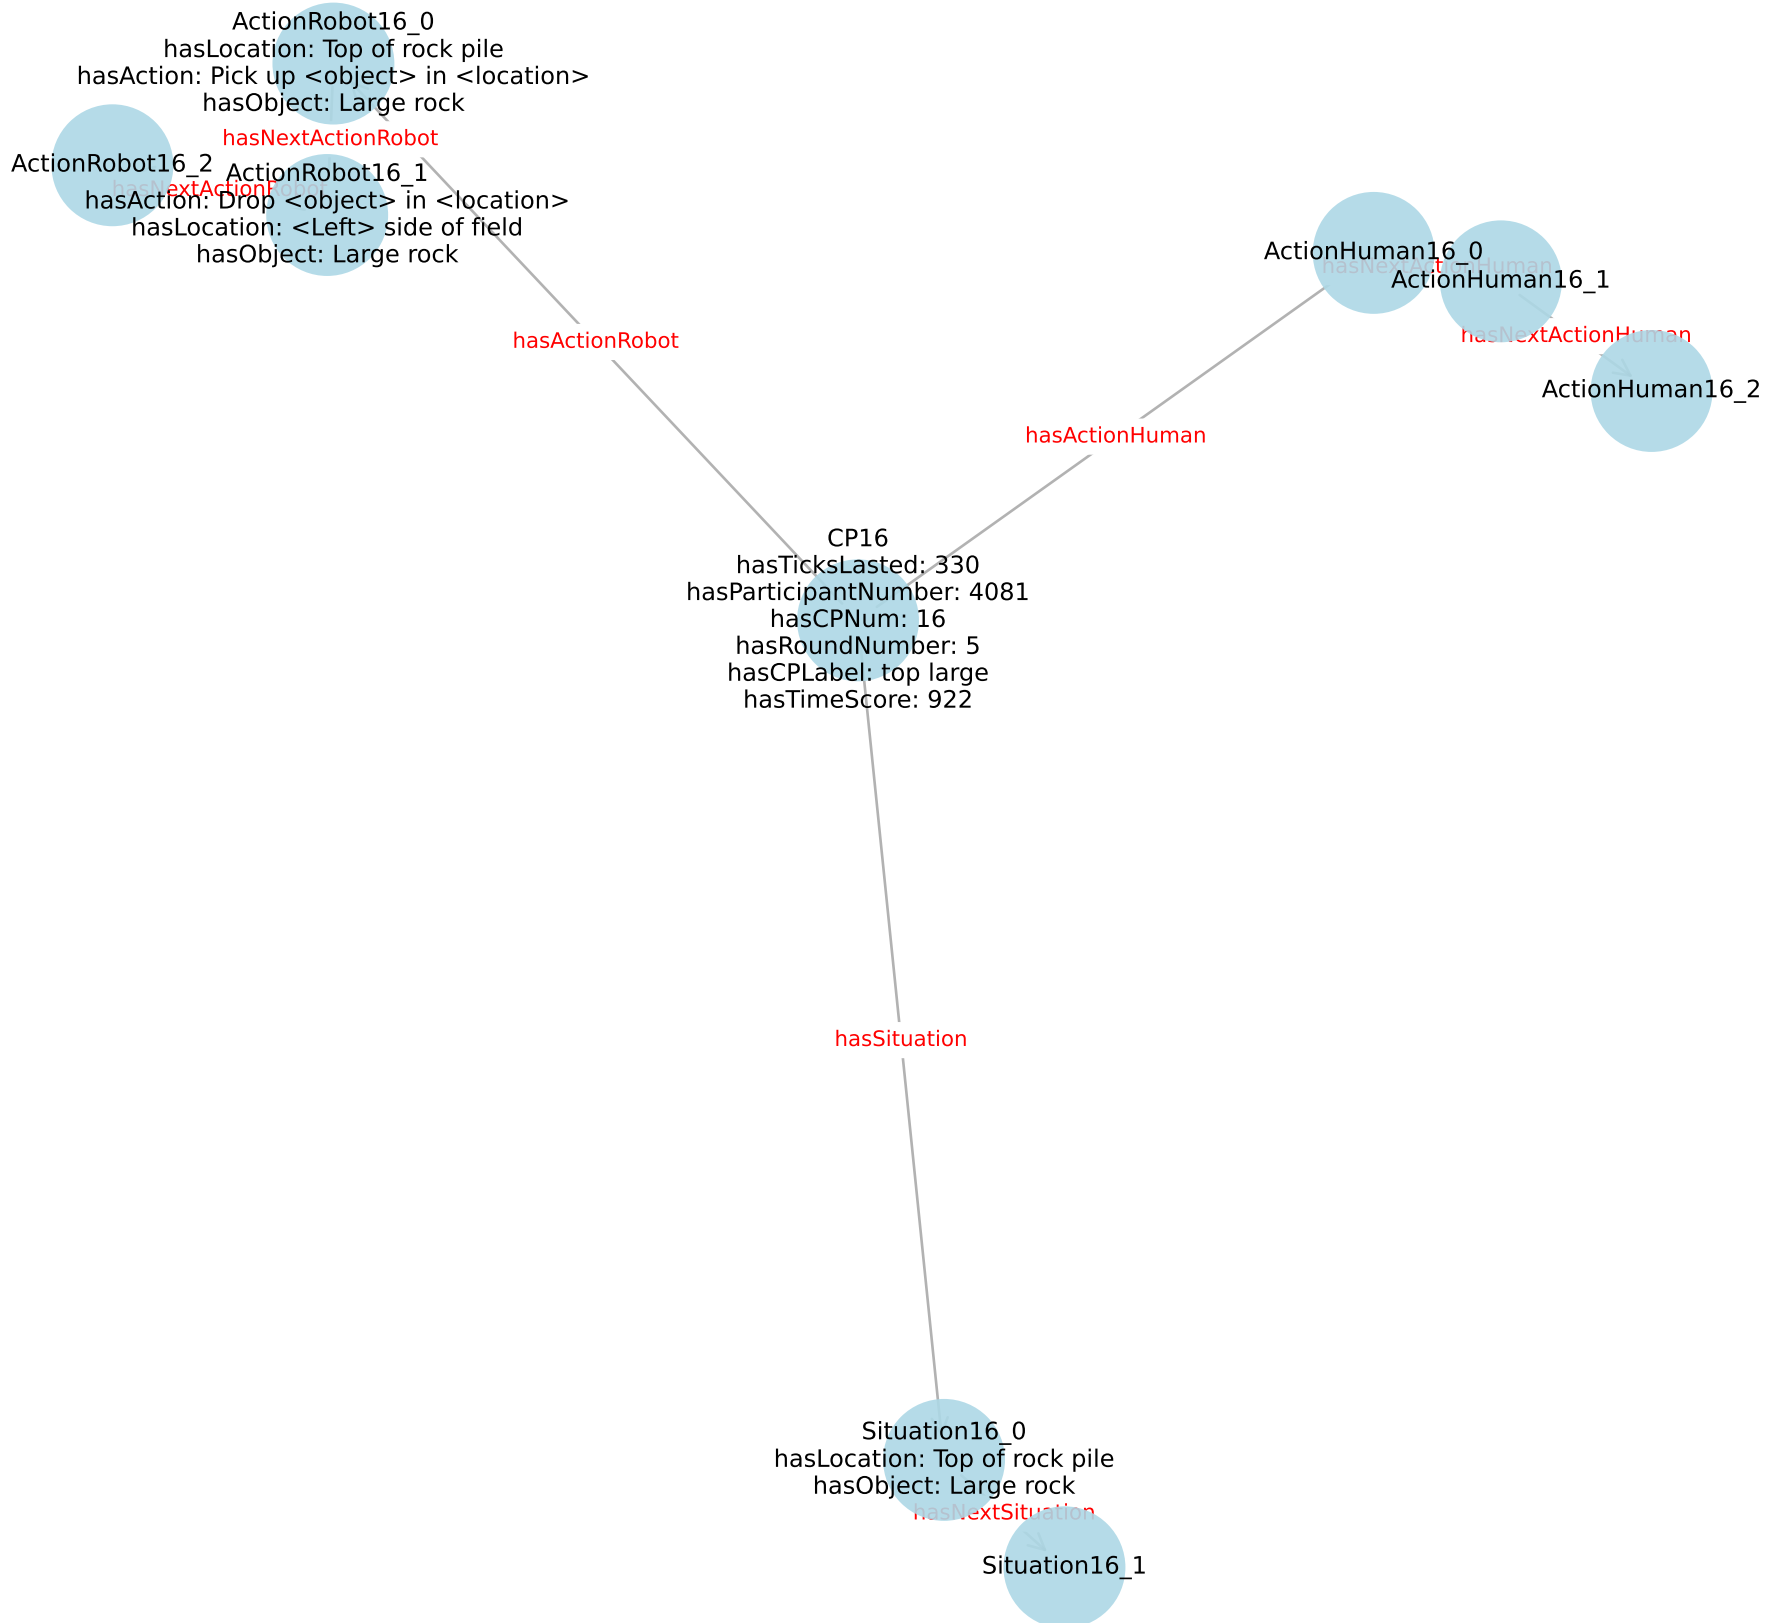 ActionRobot16_0
hasLocation: Top of rock pile
hasAction: Pick up <object> in <location>
hasObject: Large rock
hasNextActionRobot
ActionRobot16_2
hasNextActionRobot
ActionRobot16_1
hasAction: Drop <object> in <location>
hasLocation: <Left> side of field
hasObject: Large rock
hasActionRobot
ActionHuman16_0
hasNextActionHuman
ActionHuman16_1
hasNextActionHuman
ActionHuman16_2
hasActionHuman
CP16
hasTicksLasted: 330
hasParticipantNumber: 4081
hasCPNum: 16
hasRoundNumber: 5
hasCPLabel: top large
hasTimeScore: 922
hasSituation
Situation16_0
hasLocation: Top of rock pile
hasObject: Large rock
hasNextSituation
Situation16_1